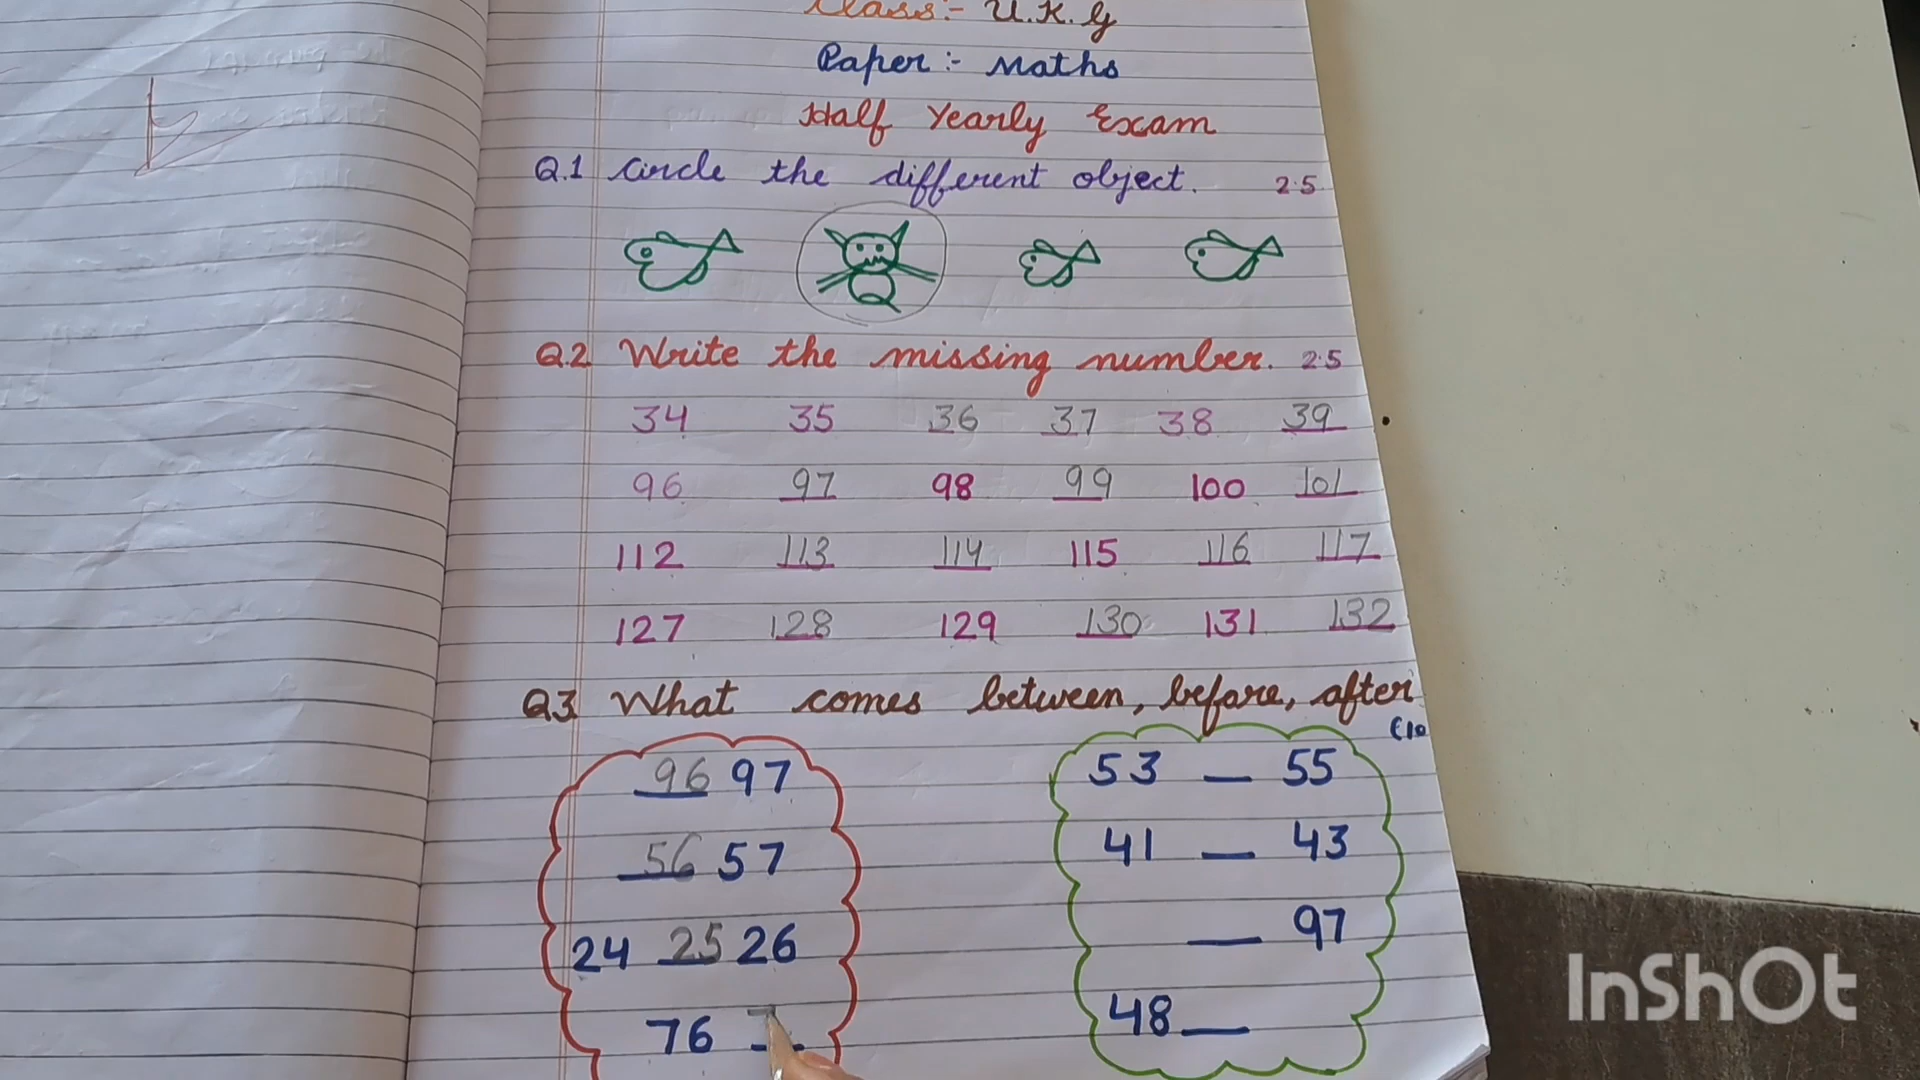 Class:- U.K.G
Paper:- Maths
Half Yearly Exam
Q.1 Circle the different object. 2.5
Q.2 Write the missing number. 2.5
34 35 36 37 38 39
96 97 98 99 100 101
112 113 114 115 116 117
127 128 129 130 131 132
Q3 What comes between, before, after
(10
96 97
56 57
24 25 26
76 7
53 _ 55
41 _ 43
_ 97
48 _
InShOt